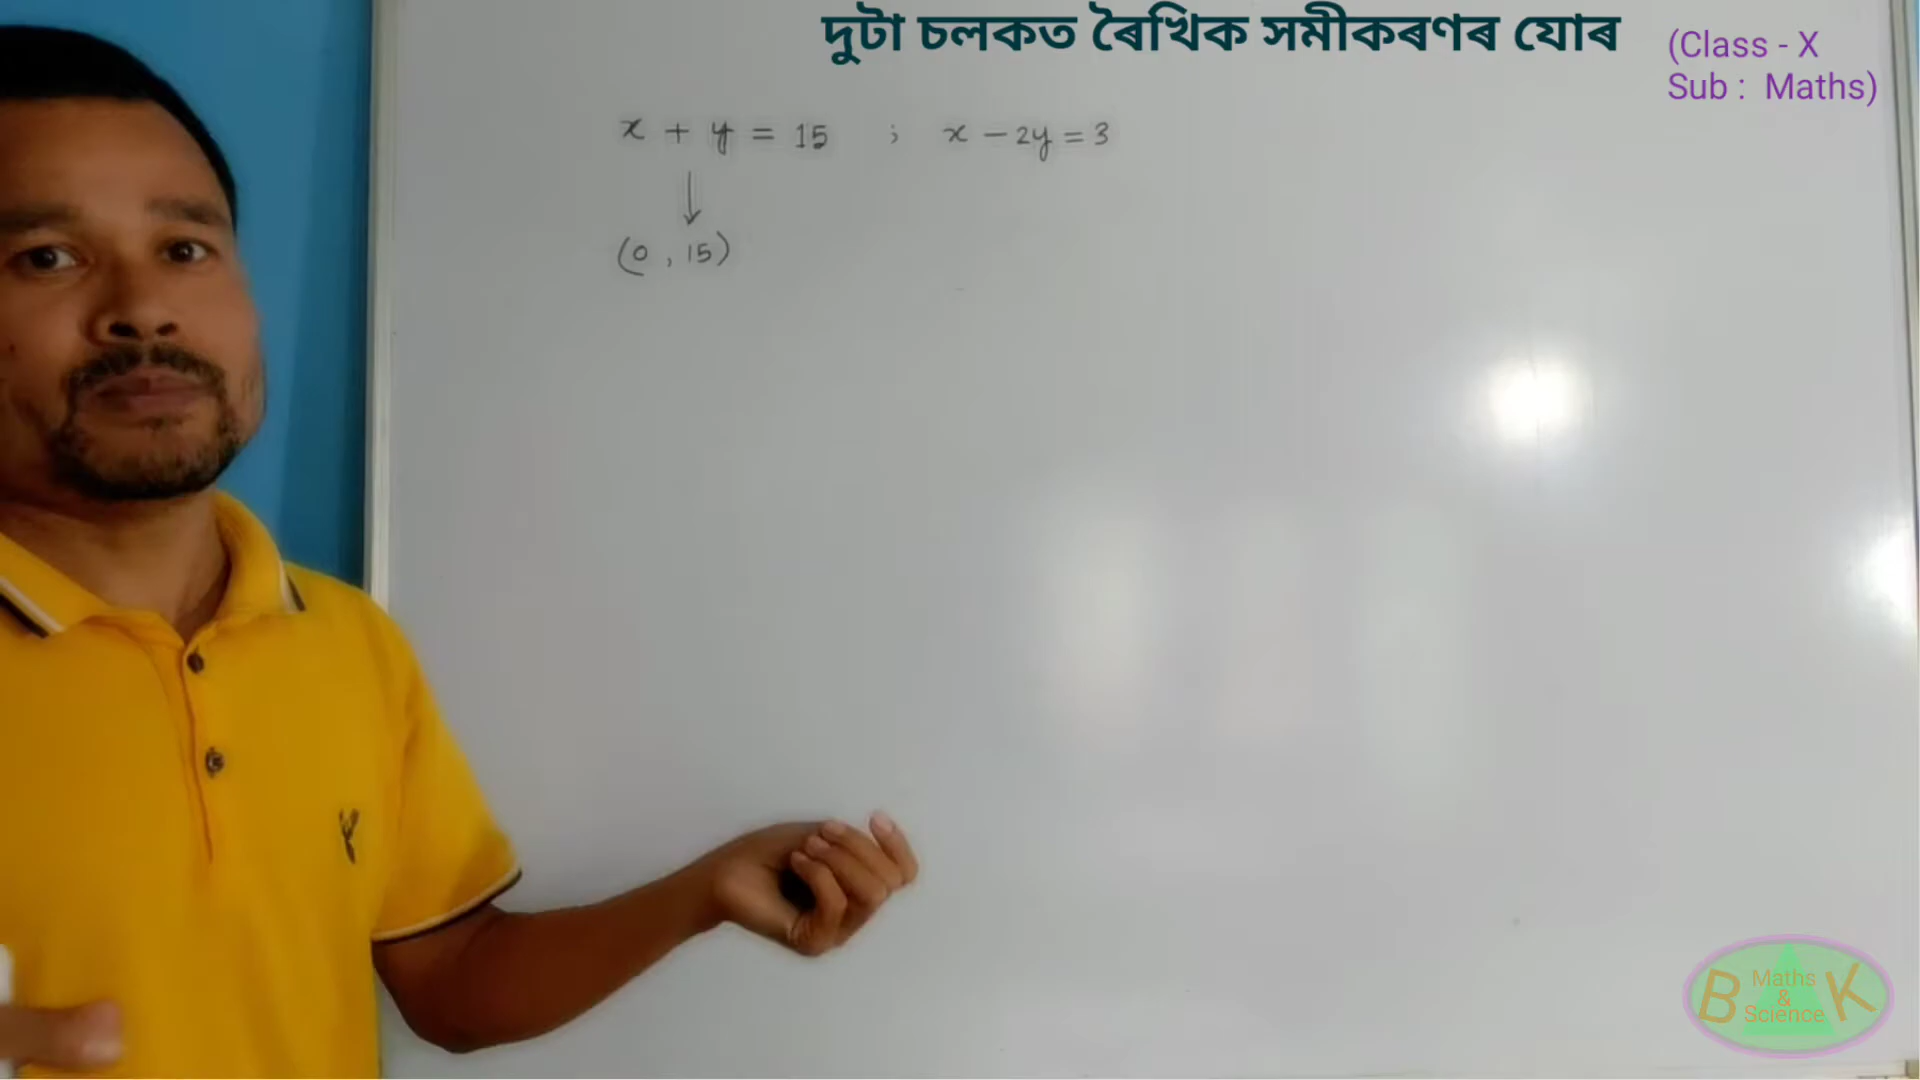 দুটা চলকত ৰৈখিক সমীকৰণৰ যোৰ
(Class - X
Sub : Maths)
x + y = 15 ; x - 2y = 3
(0, 15)
B Maths & Science K